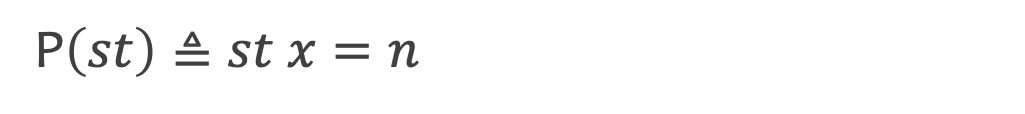 P(st) ≜ st x = n